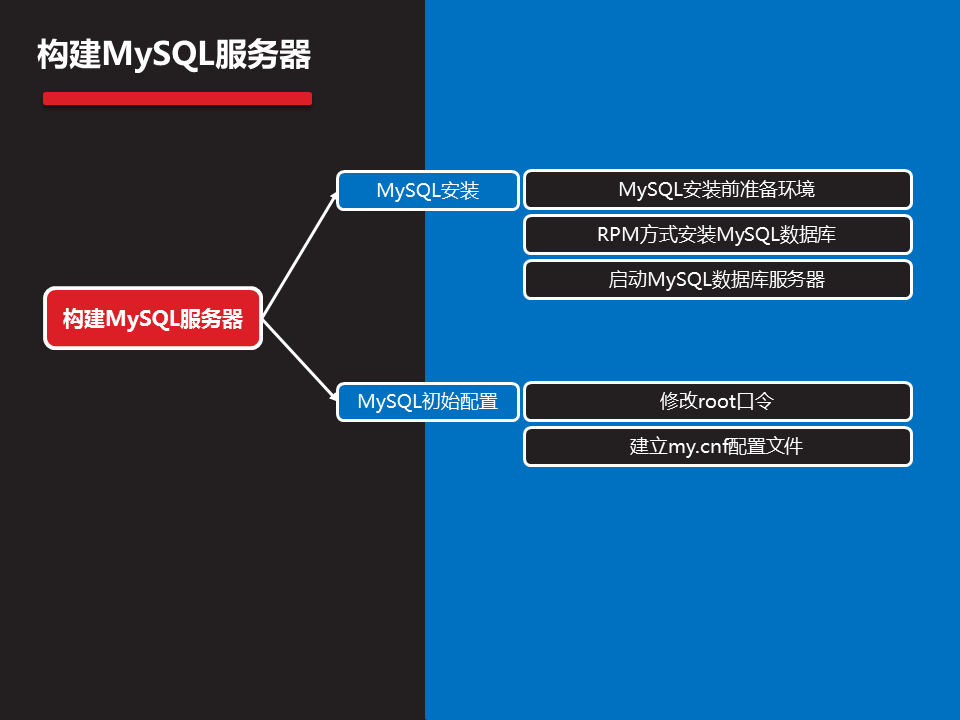 构建MySQL服务器
MySQL安装
MySQL安装前准备环境
RPM方式安装MySQL数据库
启动MySQL数据库服务器
构建MySQL服务器
MySQL初始配置
修改root口令
建立my.cnf配置文件